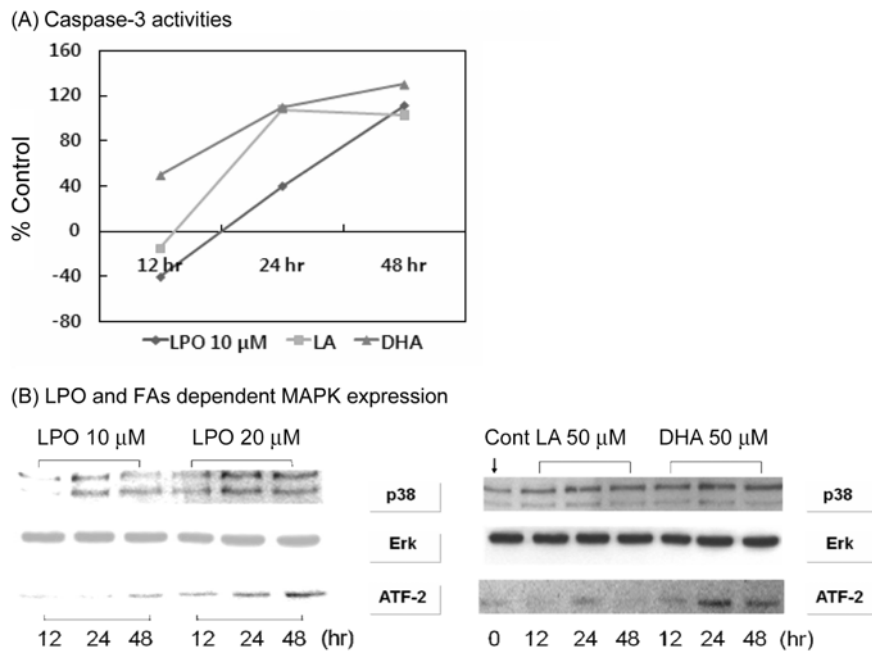 (A) Caspase-3 activities
160
120
80
40
0
-40
-80
% Control
12 hr 24 hr 48 hr
LPO 10 μM LA DHA
(B) LPO and FAs dependent MAPK expression
LPO 10 μM LPO 20 μM
p38
Erk
ATF-2
12 24 48 12 24 48 (hr)
Cont LA 50 μM DHA 50 μM
p38
Erk
ATF-2
0 12 24 48 12 24 48 (hr)